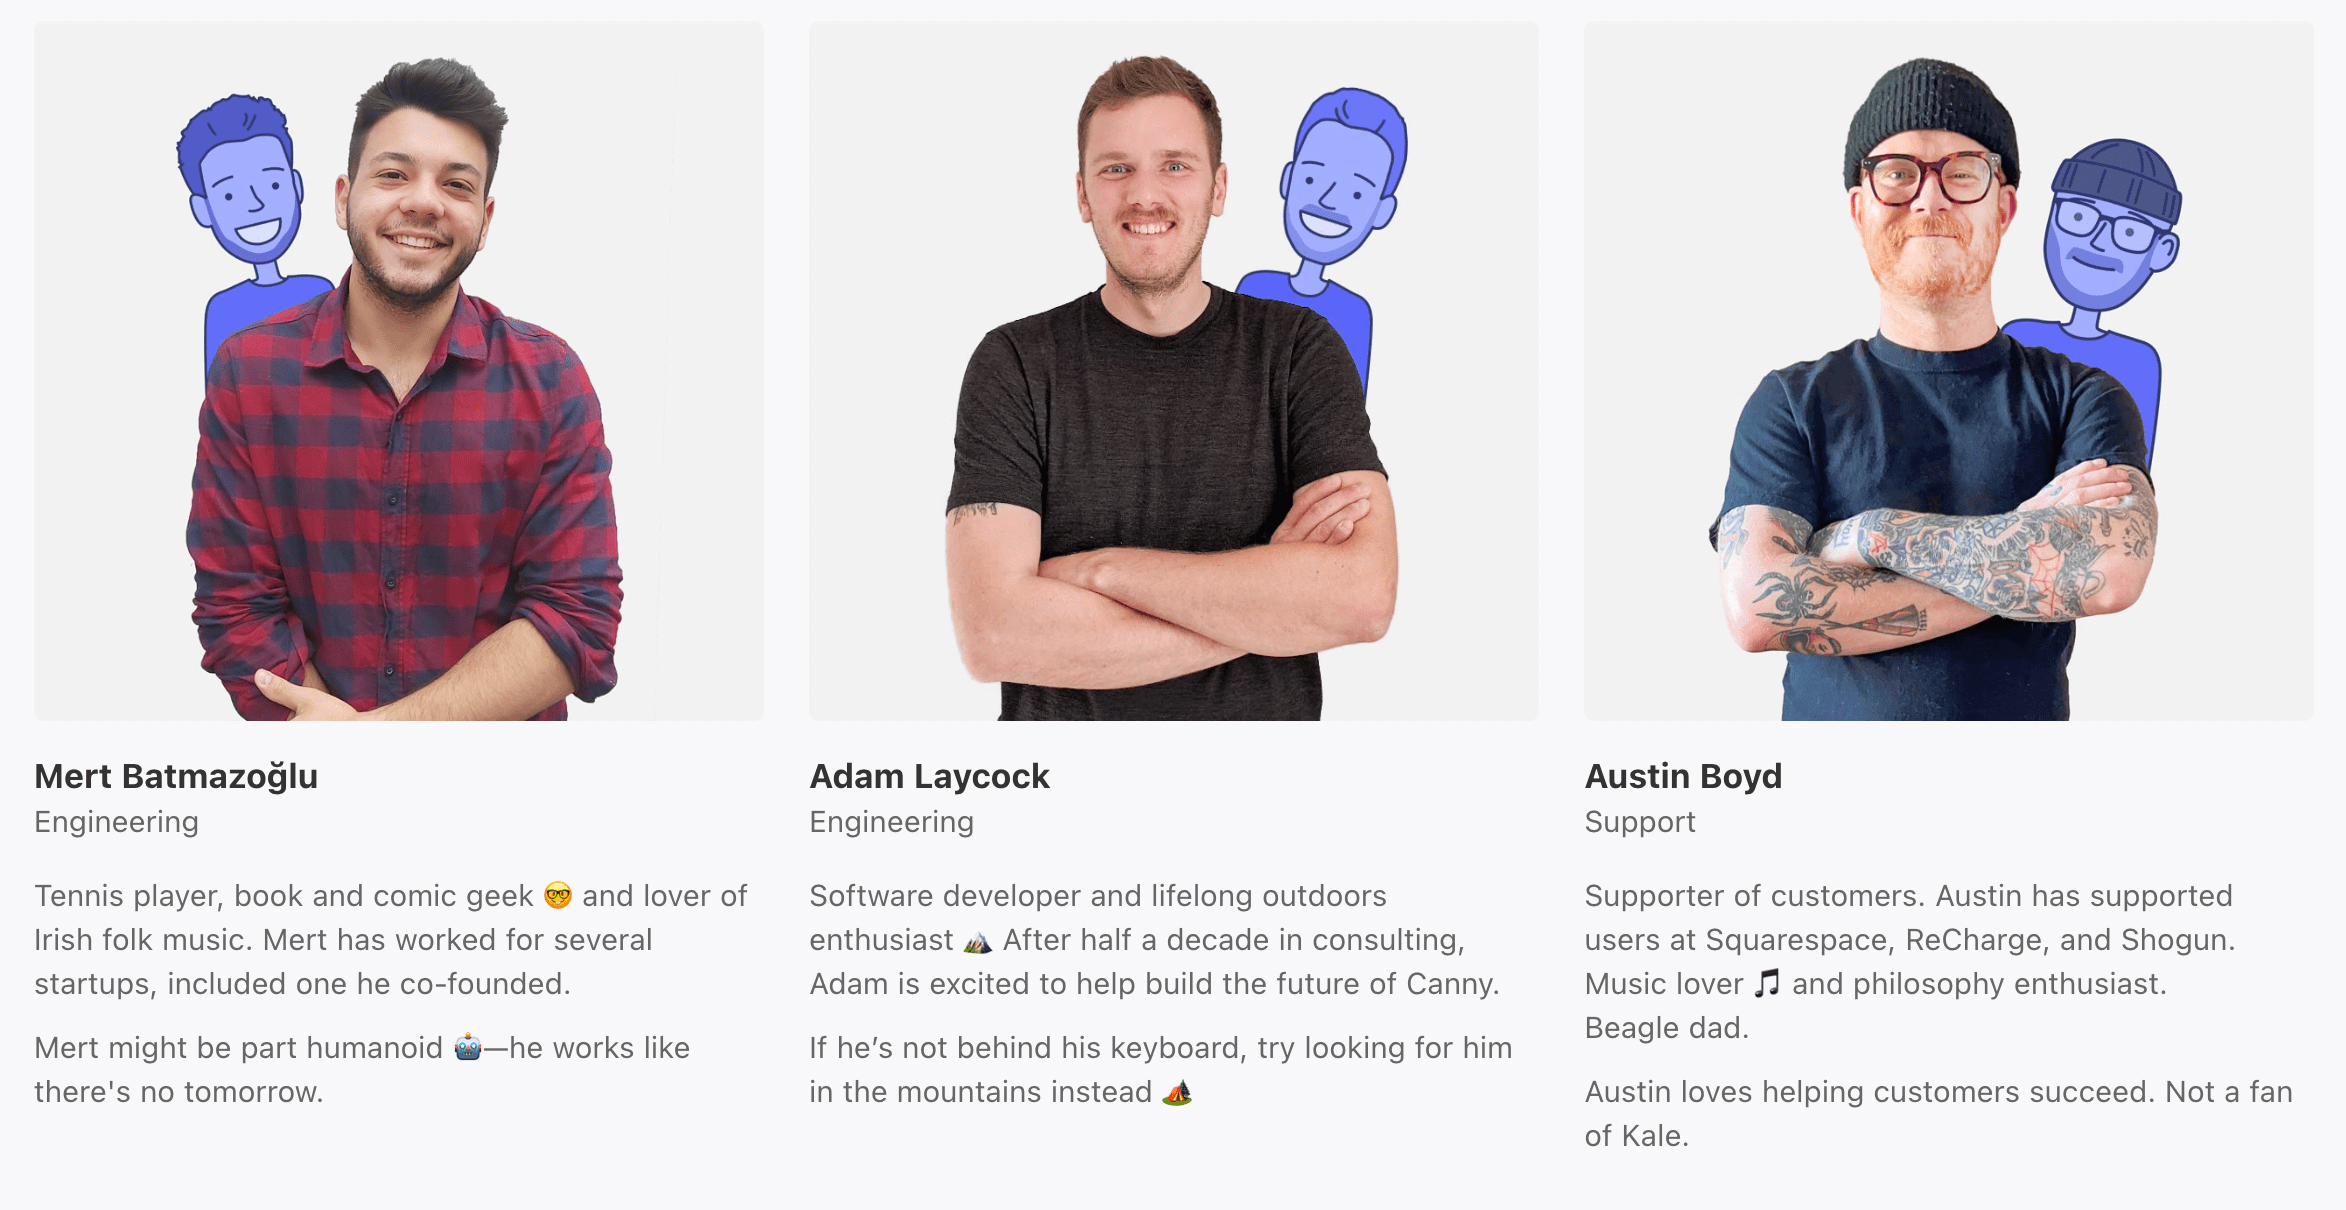 Mert Batmazoğlu
Engineering
Tennis player, book and comic geek 🤓 and lover of
Irish folk music. Mert has worked for several
startups, included one he co-founded.
Mert might be part humanoid 🤖—he works like
there's no tomorrow.
Adam Laycock
Engineering
Software developer and lifelong outdoors
enthusiast 🏔️ After half a decade in consulting,
Adam is excited to help build the future of Canny.
If he’s not behind his keyboard, try looking for him
in the mountains instead 🏕️
Austin Boyd
Support
Supporter of customers. Austin has supported
users at Squarespace, ReCharge, and Shogun.
Music lover 🎵 and philosophy enthusiast.
Beagle dad.
Austin loves helping customers succeed. Not a fan
of Kale.